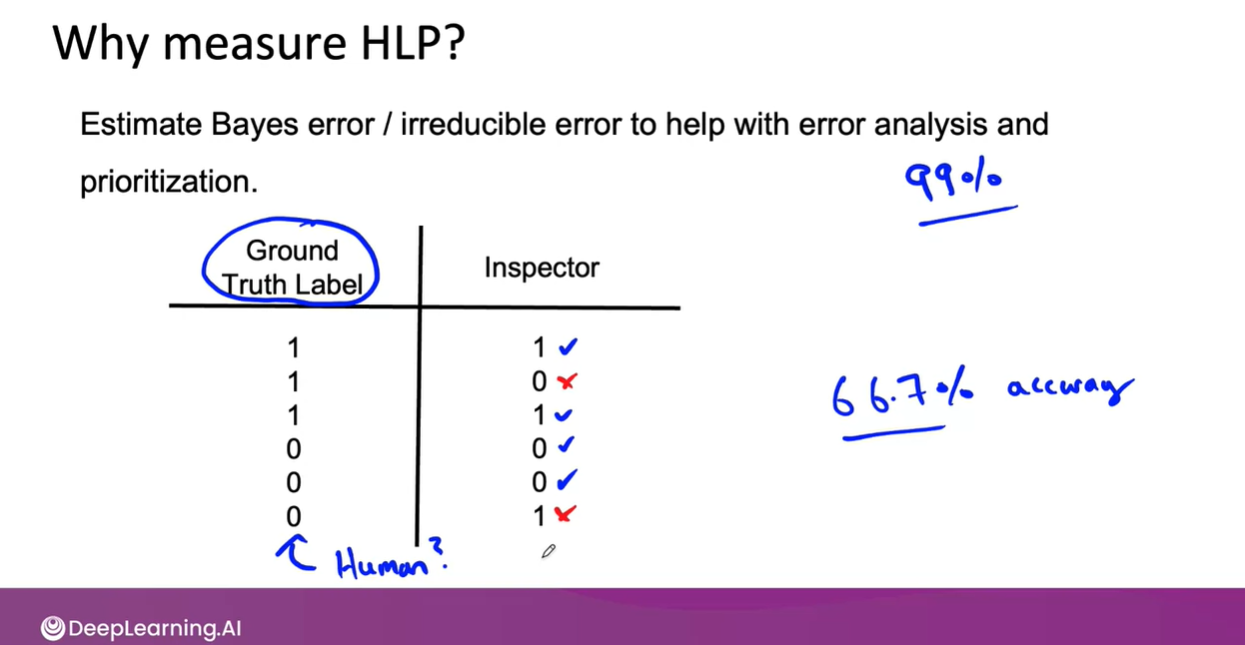 Why measure HLP?
Estimate Bayes error / irreducible error to help with error analysis and
prioritization.
99%
Ground
Truth Label
Inspector
1 1
1 0
1 1
0 0
0 0
0 1
66.7% accuracy
Human?
DeepLearning.AI